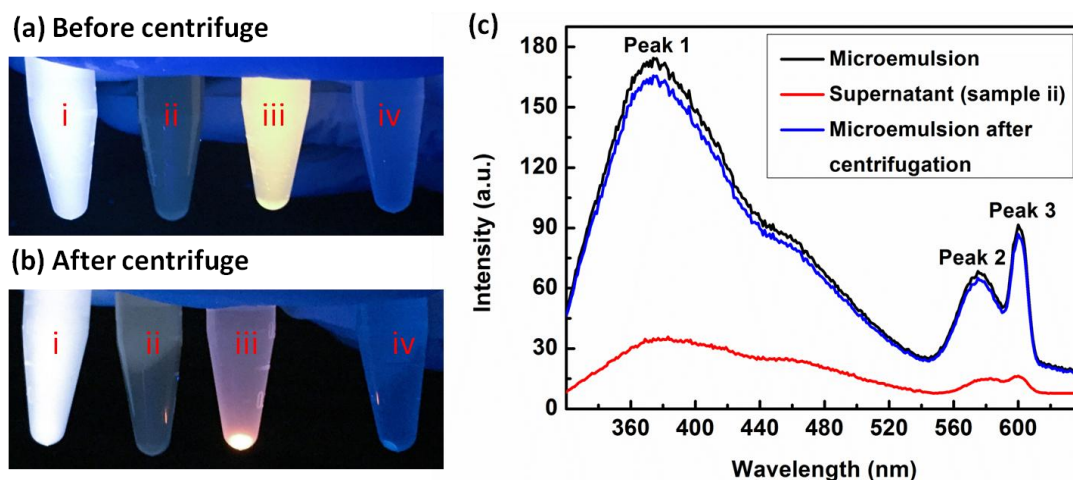 (a) Before centrifuge
i
ii
iii
iv
(b) After centrifuge
i
ii
iii
iv
(c)
180
150
120
90
60
30
0
Intensity (a.u.)
Peak 1
Peak 2
Peak 3
Microemulsion
Supernatant (sample ii)
Microemulsion after
centrifugation
360 400 440 480 520 560 600
Wavelength (nm)